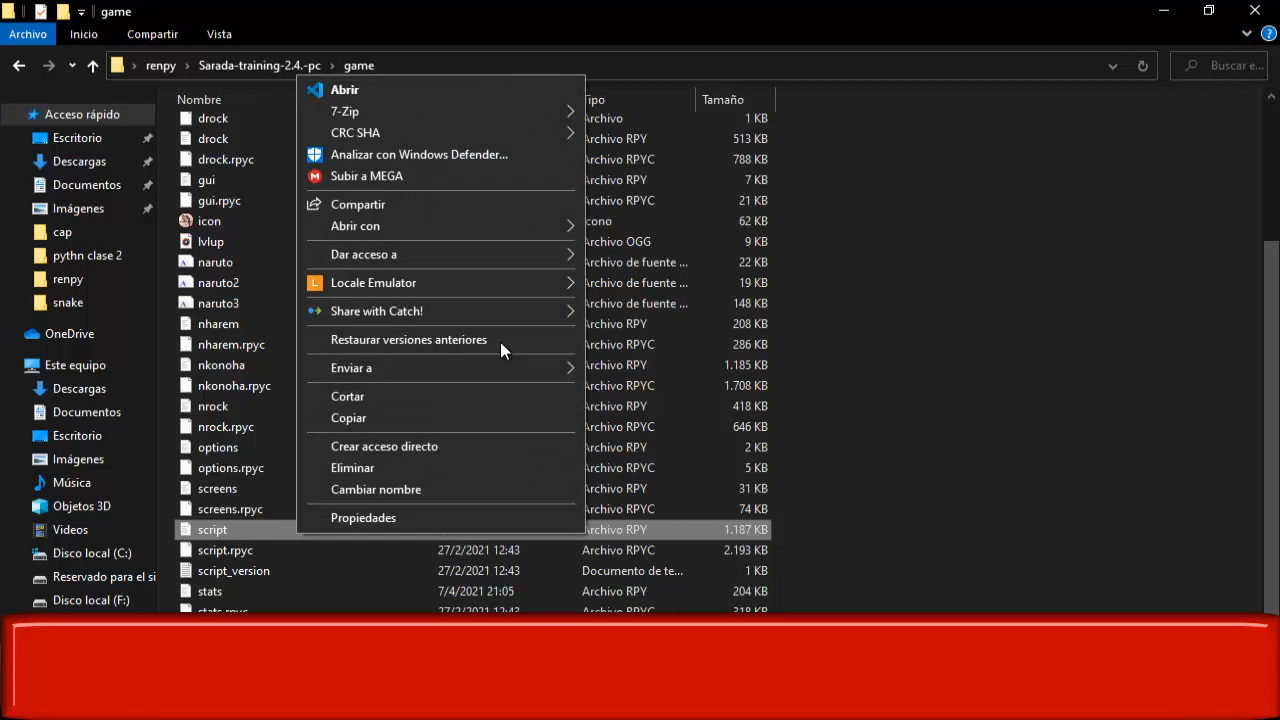 game
Archivo Inicio Compartir Vista
renpy Sarada-training-2.4.-pc game Buscar e...
Acceso rápido
Escritorio
Descargas
Documentos
Imágenes
cap
pythn clase 2
renpy
snake
OneDrive
Este equipo
Descargas
Documentos
Escritorio
Imágenes
Música
Objetos 3D
Videos
Disco local (C:)
Reservado para el si
Disco local (F:)
Nombre Tipo Tamaño
drock Archivo 1 KB
drock Archivo RPY 513 KB
drock.rpyc Archivo RPYC 788 KB
gui Archivo RPY 7 KB
gui.rpyc Archivo RPYC 21 KB
icon Icono 62 KB
lvlup Archivo OGG 9 KB
naruto Archivo de fuente ... 22 KB
naruto2 Archivo de fuente ... 19 KB
naruto3 Archivo de fuente ... 148 KB
nharem Archivo RPY 208 KB
nharem.rpyc Archivo RPYC 286 KB
nkonoha Archivo RPY 1.185 KB
nkonoha.rpyc Archivo RPYC 1.708 KB
nrock Archivo RPY 418 KB
nrock.rpyc Archivo RPYC 646 KB
options Archivo RPY 2 KB
options.rpyc Archivo RPYC 5 KB
screens Archivo RPY 31 KB
screens.rpyc Archivo RPYC 74 KB
script Archivo RPY 1.187 KB
script.rpyc 27/2/2021 12:43 Archivo RPYC 2.193 KB
script_version 27/2/2021 12:43 Documento de te... 1 KB
stats 7/4/2021 21:05 Archivo RPY 204 KB
stats.rpyc 27/2/2021 12:43 Archivo RPYC 318 KB
Abrir
7-Zip
CRC SHA
Analizar con Windows Defender...
Subir a MEGA
Compartir
Abrir con
Dar acceso a
Locale Emulator
Share with Catch!
Restaurar versiones anteriores
Enviar a
Cortar
Copiar
Crear acceso directo
Eliminar
Cambiar nombre
Propiedades